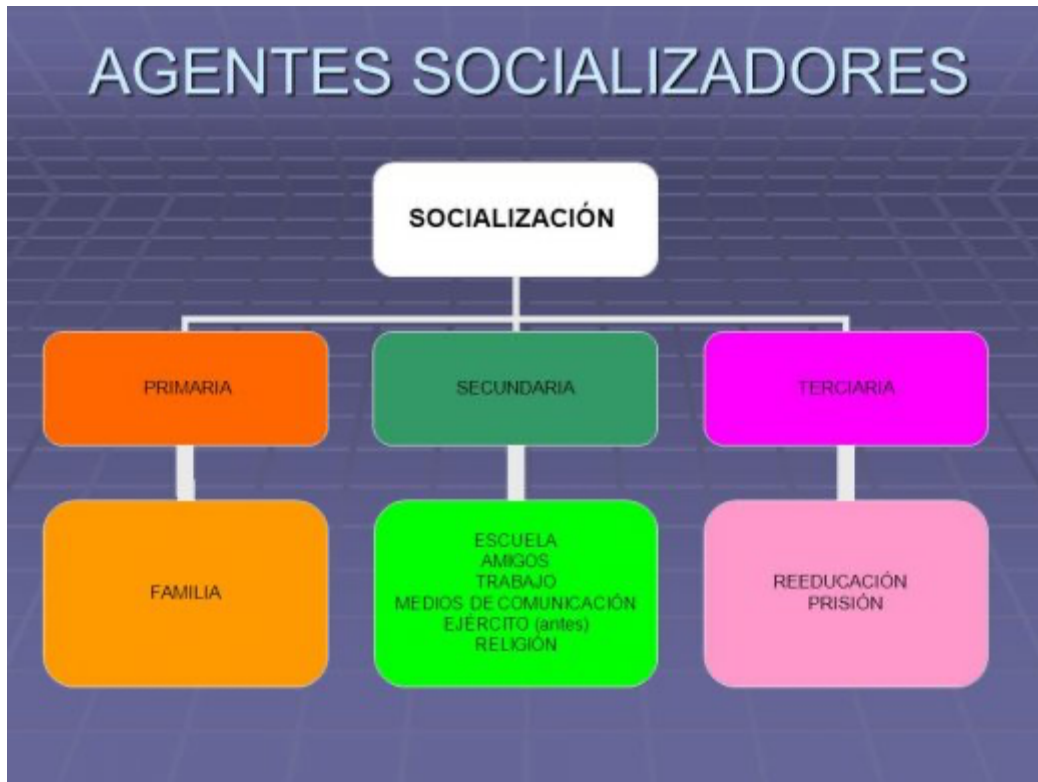 AGENTES SOCIALIZADORES
SOCIALIZACIÓN
PRIMARIA
SECUNDARIA
TERCIARIA
FAMILIA
ESCUELA
AMIGOS
TRABAJO
MEDIOS DE COMUNICACIÓN
EJÉRCITO (antes)
RELIGIÓN
REEDUCACIÓN
PRISIÓN